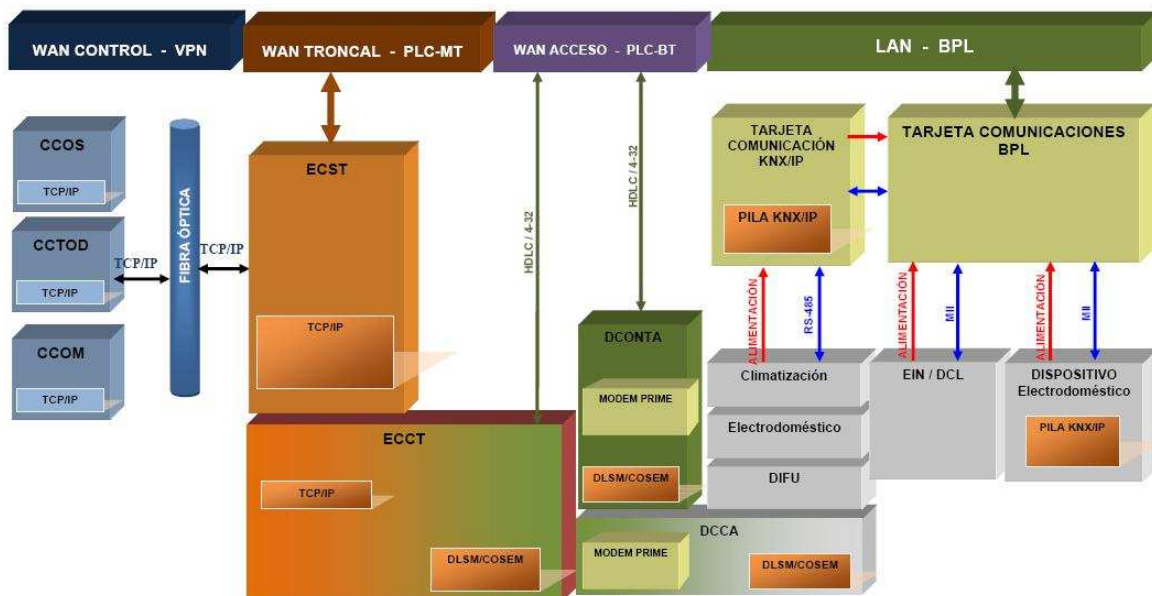 WAN CONTROL - VPN
WAN TRONCAL - PLC-MT
WAN ACCESO - PLC-BT
LAN - BPL
CCOS
TCP/IP
CCTOD
TCP/IP
CCOM
TCP/IP
TCP/IP
FIBRA ÓPTICA
TCP/IP
ECST
TCP/IP
ECCT
TCP/IP
DLSM/COSEM
HDLC / 4-32
HDLC / 4-32
DCONTA
MODEM PRIME
DLSM/COSEM
DCCA
MODEM PRIME
DLSM/COSEM
TARJETA
COMUNICACIÓN
KNX/IP
PILA KNX/IP
TARJETA COMUNICACIONES
BPL
ALIMENTACIÓN
RS-485
ALIMENTACIÓN
MII
ALIMENTACIÓN
MII
Climatización
Electrodoméstico
DIFU
EIN / DCL
DISPOSITIVO
Electrodoméstico
PILA KNX/IP